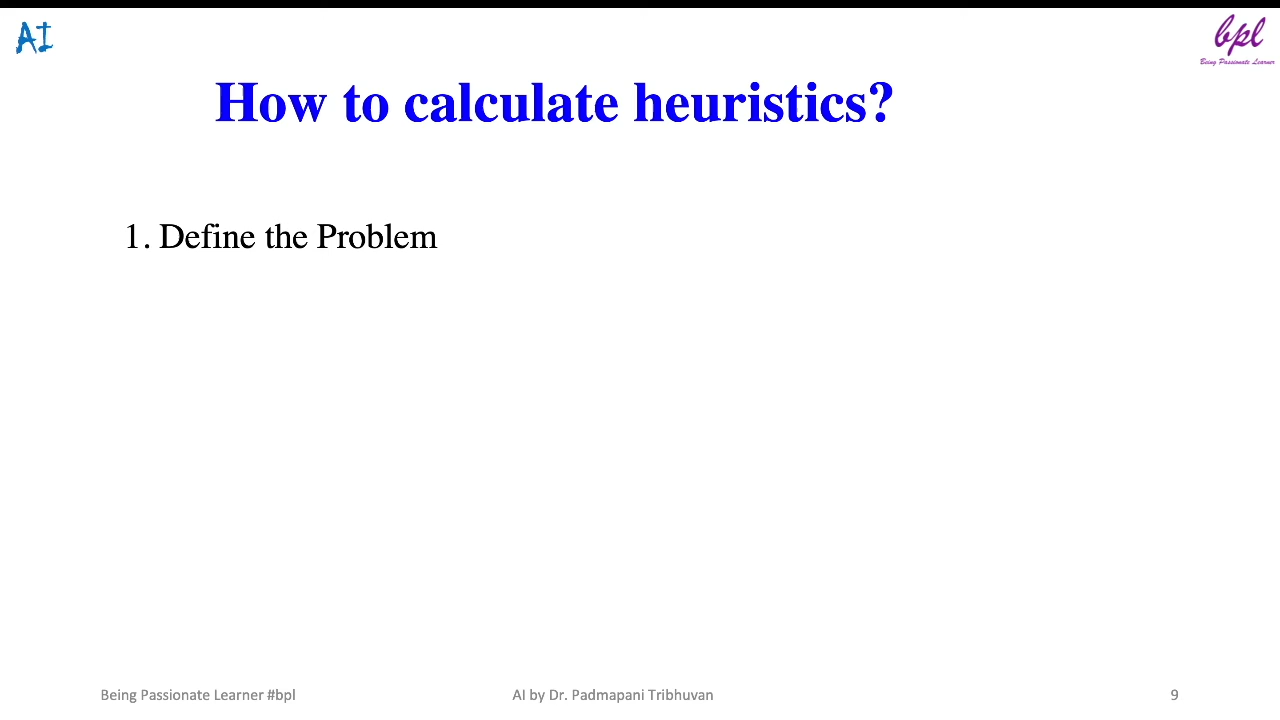 AI
bpl
Being Passionate Learner
How to calculate heuristics?
1. Define the Problem
Being Passionate Learner #bpl
AI by Dr. Padmapani Tribhuvan
9